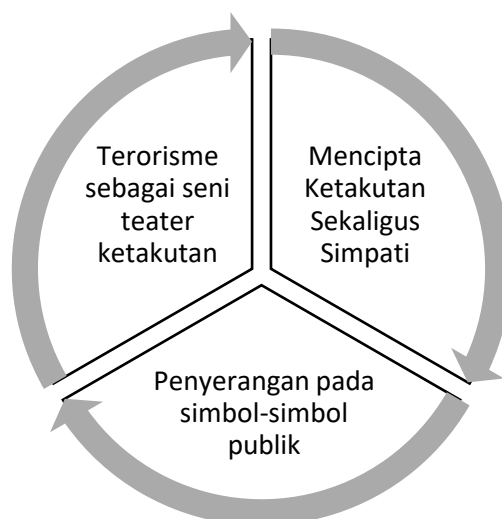 Terorisme
sebagai seni
teater
ketakutan
Mencipta
Ketakutan
Sekaligus
Simpati
Penyerangan pada
simbol-simbol
publik